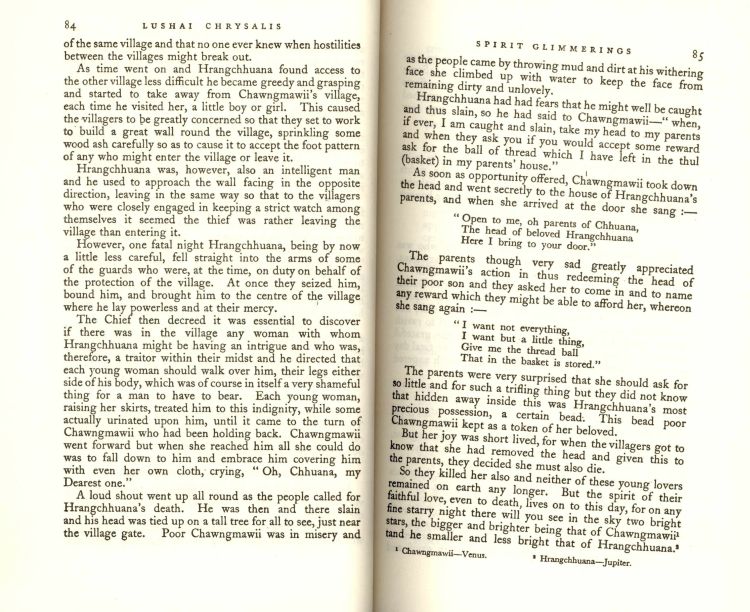 84
LUSHAI CHRYSALIS
of the same village and that no one ever knew when hostilities
between the villages might break out.
As time went on and Hrangchhuana found access to
the other village less difficult he became greedy and grasping
and started to take away from Chawngmawii's village,
each time he visited her, a little boy or girl. This caused
the villagers to be greatly concerned so that they set to work
to build a great wall round the village, sprinkling some
wood ash carefully so as to cause it to accept the foot pattern
of any who might enter the village or leave it.
Hrangchhuana was, however, also an intelligent man
and he used to approach the wall facing in the opposite
direction, leaving in the same way so that to the villagers
who were closely engaged in keeping a strict watch among
themselves it seemed the thief was rather leaving the
village than entering it.
However, one fatal night Hrangchhuana, being by now
a little less careful, fell straight into the arms of some
of the guards who were, at the time, on duty on behalf of
the protection of the village. At once they seized him,
bound him, and brought him to the centre of the village
where he lay powerless and at their mercy.
The Chief then decreed it was essential to discover
if there was in the village any woman with whom
Hrangchhuana might be having an intrigue and who was,
therefore, a traitor within their midst and he directed that
each young woman should walk over him, their legs either
side of his body, which was of course in itself a very shameful
thing for a man to have to bear. Each young woman,
raising her skirts, treated him to this indignity, while some
actually urinated upon him, until it came to the turn of
Chawngmawii who had been holding back. Chawngmawii
went forward but when she reached him all she could do
was to fall down to him and embrace him covering him
with even her own cloth, crying, " Oh, Chhuana, my
Dearest one."
A loud shout went up all round as the people called for
Hrangchhuana's death. He was then and there slain
and his head was tied up on a tall tree for all to see, just near
the village gate. Poor Chawngmawii was in misery and
SPIRIT GLIMMERINGS
85
as the people came by throwing mud and dirt at his withering
face she climbed up with water to keep the face from
remaining dirty and unlovely.
Hrangchhuana had had fears that he might well be caught
and thus slain, so he had said to Chawngmawii—" when,
if ever, I am caught and slain, take my head to my parents
and when they ask you if you would accept some reward
ask for the ball of thread which I have left in the thul
(basket) in my parents' house."
As soon as opportunity offered, Chawngmawii took down
the head and went secretly to the house of Hrangchhuana's
parents, and when she arrived at the door she sang :—
" Open to me, oh parents of Chhuana,
The head of beloved Hrangchhuana
Here I bring to your door."
The parents though very sad greatly appreciated
Chawngmawii's action in thus redeeming the head of
their poor son and they asked her to come in and to name
any reward which they might be able to afford her, whereon
she sang again :—
" I want not everything,
I want but a little thing,
Give me the thread ball
That in the basket is stored."
The parents were very surprised that she should ask for
so little and for such a trifling thing but they did not know
that hidden away inside this was Hrangchhuana's most
precious possession, a certain bead. This bead poor
Chawngmawii kept as a token of her beloved.
But her joy was short lived, for when the villagers got to
know that she had removed the head and given this to
the parents, they decided she must also die.
So they killed her also and neither of these young lovers
remained on earth any longer. But the spirit of their
faithful love, even to death, lives on to this day, for on any
fine starry night there will you see in the sky two bright
stars, the bigger and brighter being that of Chawngmawii¹
tand he smaller and less bright that of Hrangchhuana.²
¹ Chawngmawii—Venus.
² Hrangchhuana—Jupiter.